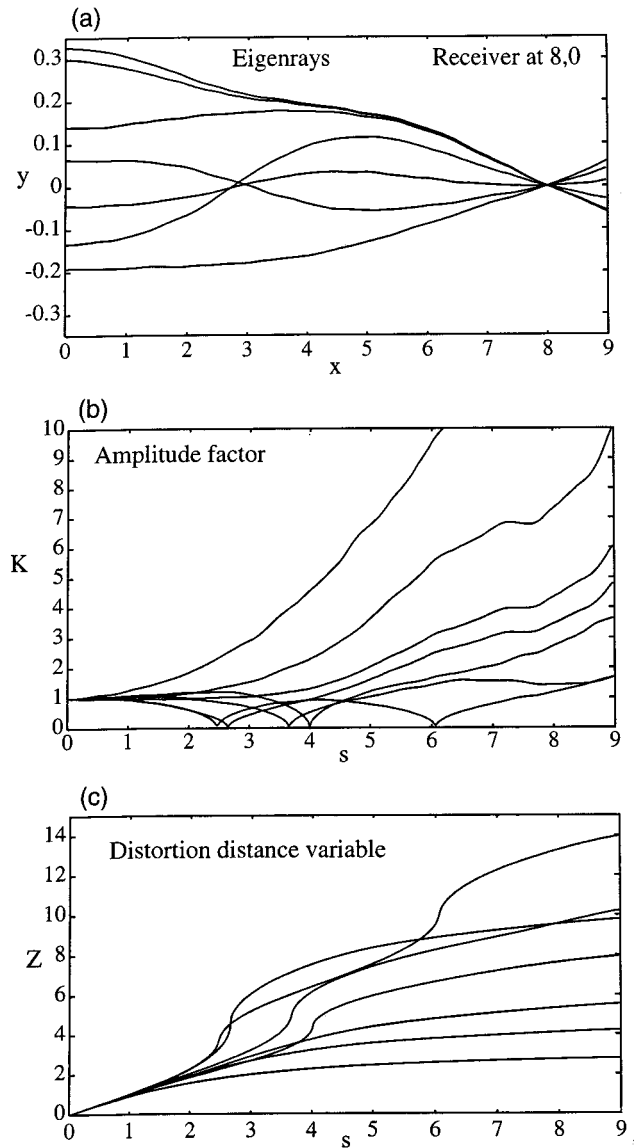 (a)
Eigenrays Receiver at 8,0
0.3
0.2
0.1
y 0
-0.1
-0.2
-0.3
0 1 2 3 4 5 6 7 8 9
x
(b)
Amplitude factor
10
9
8
7
6
K
5
4
3
2
1
0
0 1 2 3 4 5 6 7 8 9
s
(c)
Distortion distance variable
14
12
10
Z
8
6
4
2
0
0 1 2 3 4 5 6 7 8 9
s